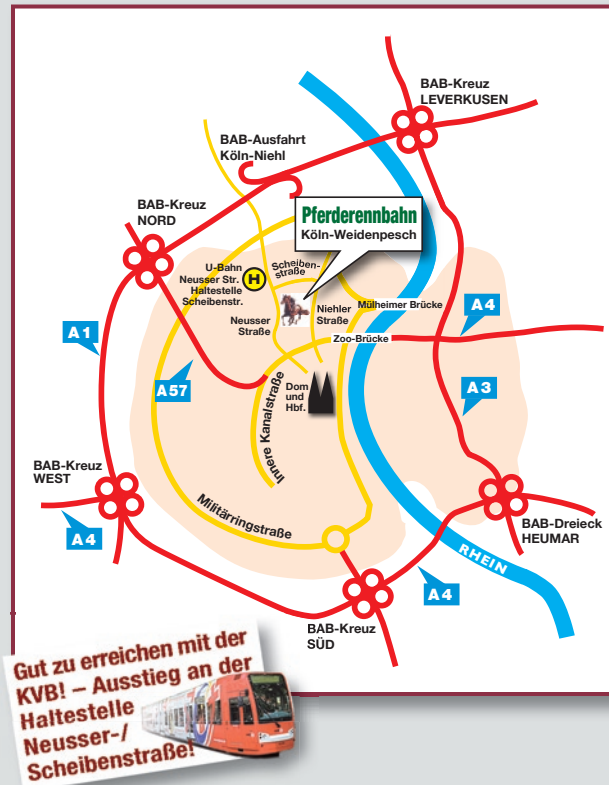 BAB-Kreuz
LEVERKUSEN
BAB-Ausfahrt
Köln-Niehl
BAB-Kreuz
NORD
Pferderennbahn
Köln-Weidenpesch
U-Bahn
Neusser Str.
Haltestelle
Scheibenstr.
H
Scheiben-
straße
Neusser
Straße
Niehler
Straße
Mülheimer Brücke
A1
A4
Zoo-Brücke
A57
A3
Dom
und
Hbf.
Innere Kanalstraße
BAB-Kreuz
WEST
A4
Militärringstraße
BAB-Dreieck
HEUMAR
RHEIN
A4
BAB-Kreuz
SÜD
Gut zu erreichen mit der
KVB! – Ausstieg an der
Haltestelle
Neusser-/
Scheibenstraße!